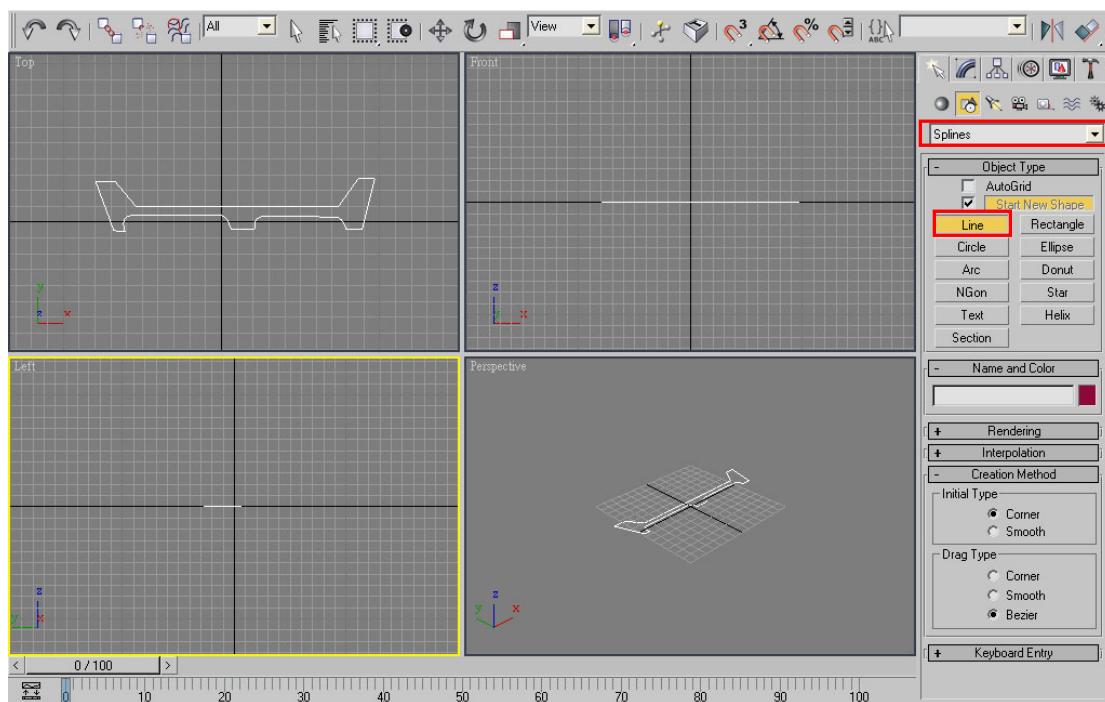 All
View
ABC
Top
Front
Splines
Object Type
AutoGrid
Start New Shape
Line Rectangle
Circle Ellipse
Arc Donut
NGon Star
Text Helix
Section
y
z x
z
y x
Left
Perspective
Name and Color
Rendering
Interpolation
Creation Method
Initial Type
Corner
Smooth
Drag Type
Corner
Smooth
Bezier
Keyboard Entry
z
y x
z
y x
< 0 / 100 >
0 10 20 30 40 50 60 70 80 90 100